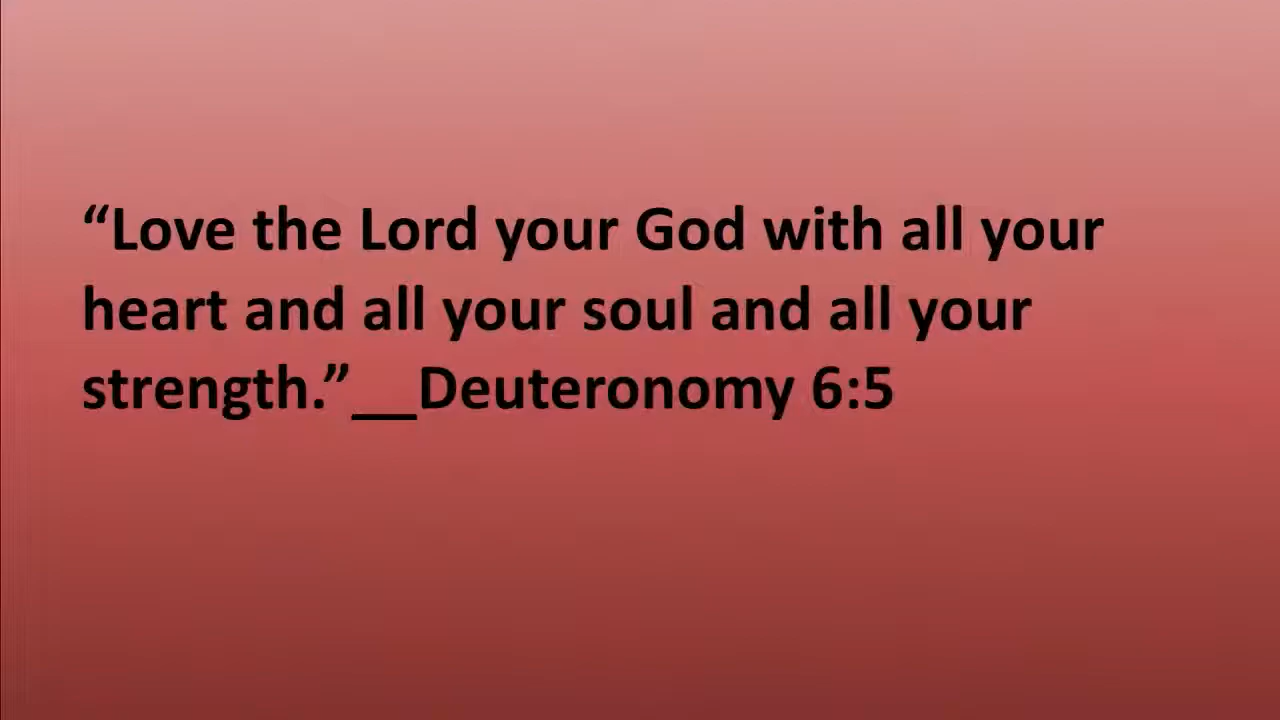 “Love the Lord your God with all your
heart and all your soul and all your
strength.”__Deuteronomy 6:5